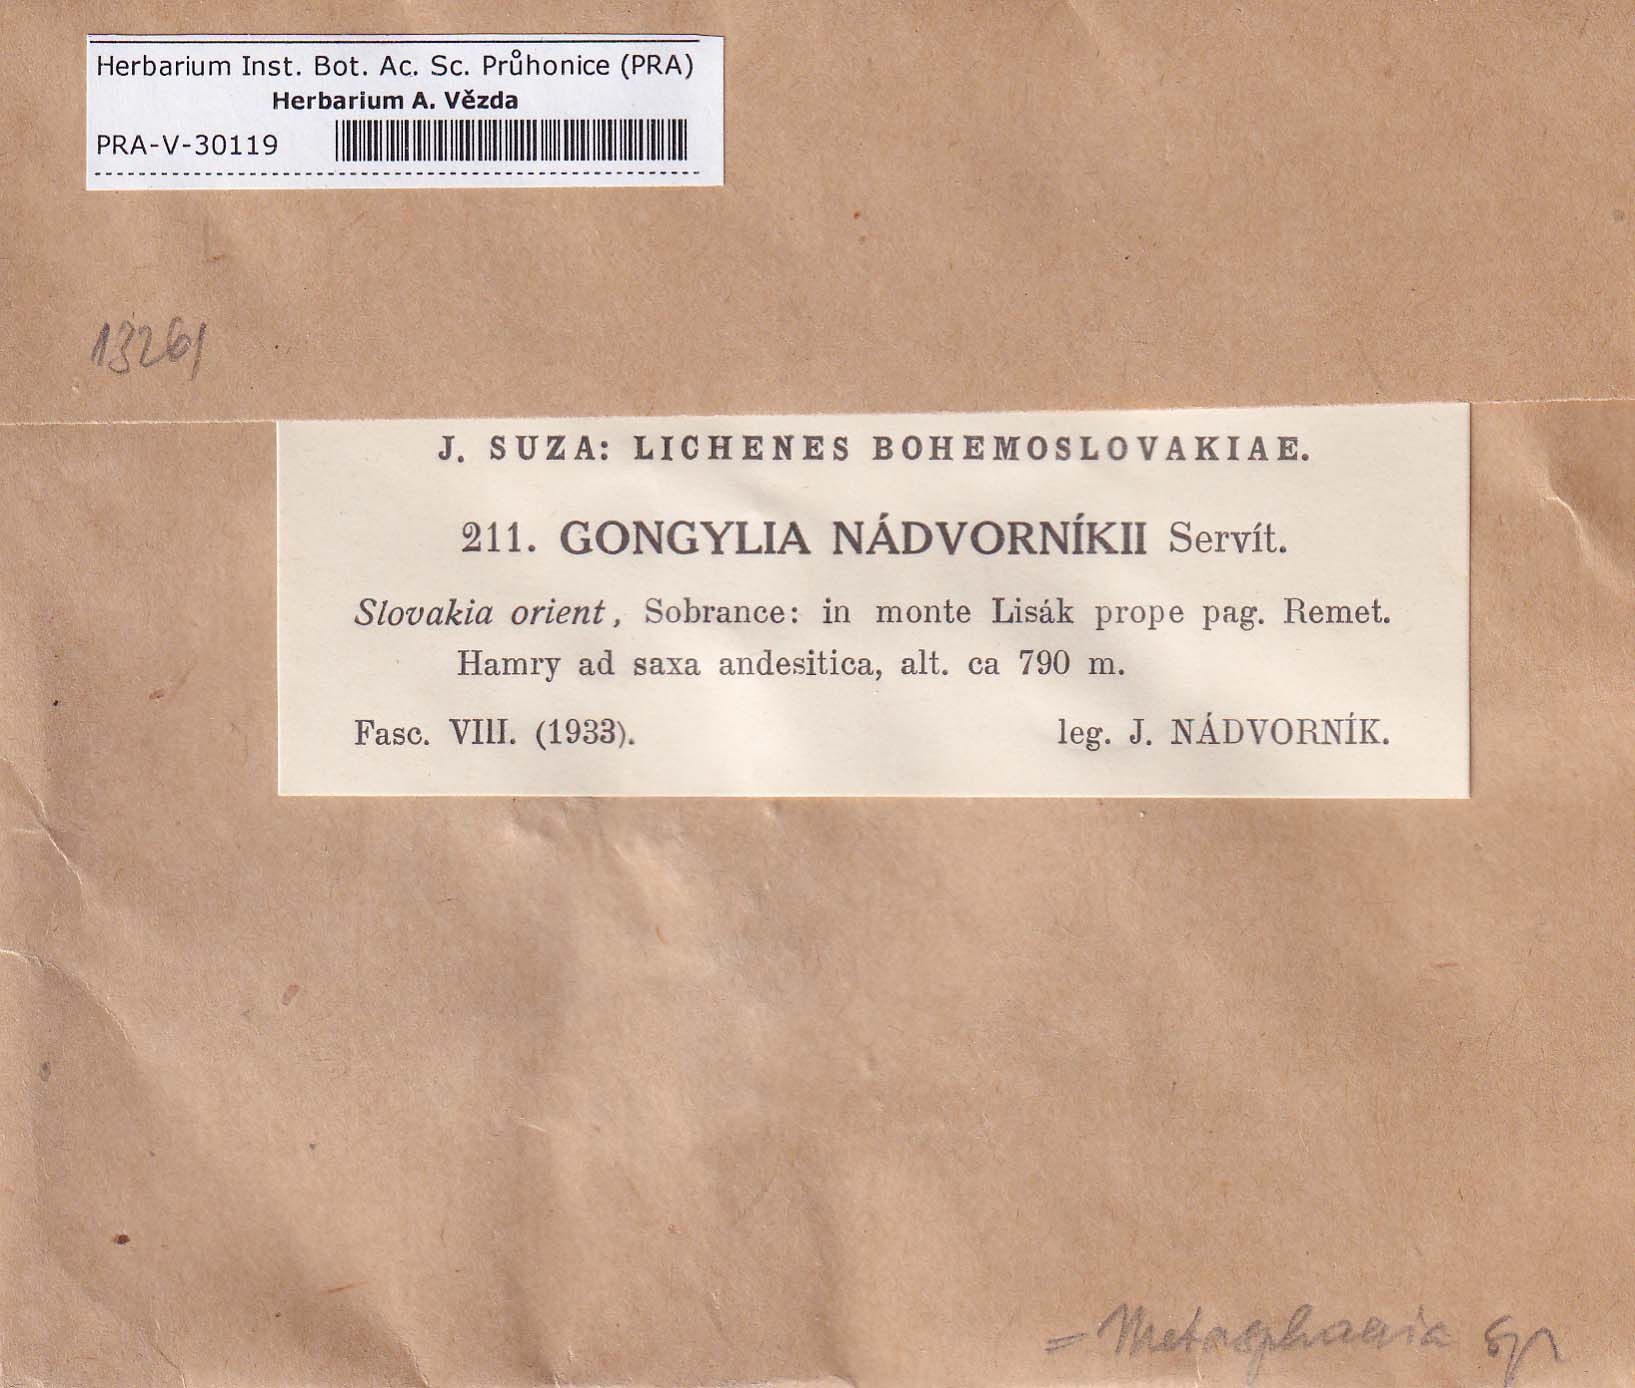 Herbarium Inst. Bot. Ac. Sc. Průhonice (PRA)
Herbarium A. Vězda
PRA-V-30119
13261
J. SUZA: LICHENES BOHEMOSLOVAKIAE.
211. GONGYLIA NÁDVORNÍKII Servít.
Slovakia orient, Sobrance: in monte Lisák prope pag. Remet.
Hamry ad saxa andesitica, alt. ca 790 m.
Fasc. VIII. (1933). leg. J. NÁDVORNÍK.
= Metasphaeria sp